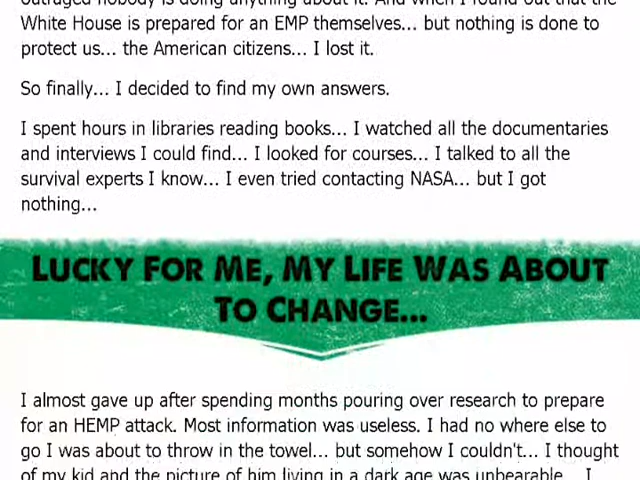 outraged nobody is doing anything about it. And when I found out that the
White House is prepared for an EMP themselves... but nothing is done to
protect us... the American citizens... I lost it.
So finally... I decided to find my own answers.
I spent hours in libraries reading books... I watched all the documentaries
and interviews I could find... I looked for courses... I talked to all the
survival experts I know... I even tried contacting NASA... but I got
nothing...
LUCKY FOR ME, MY LIFE WAS ABOUT
TO CHANGE...
I almost gave up after spending months pouring over research to prepare
for an HEMP attack. Most information was useless. I had no where else to
go I was about to throw in the towel... but somehow I couldn't... I thought
of my kid and the picture of him living in a dark age was unbearable... I